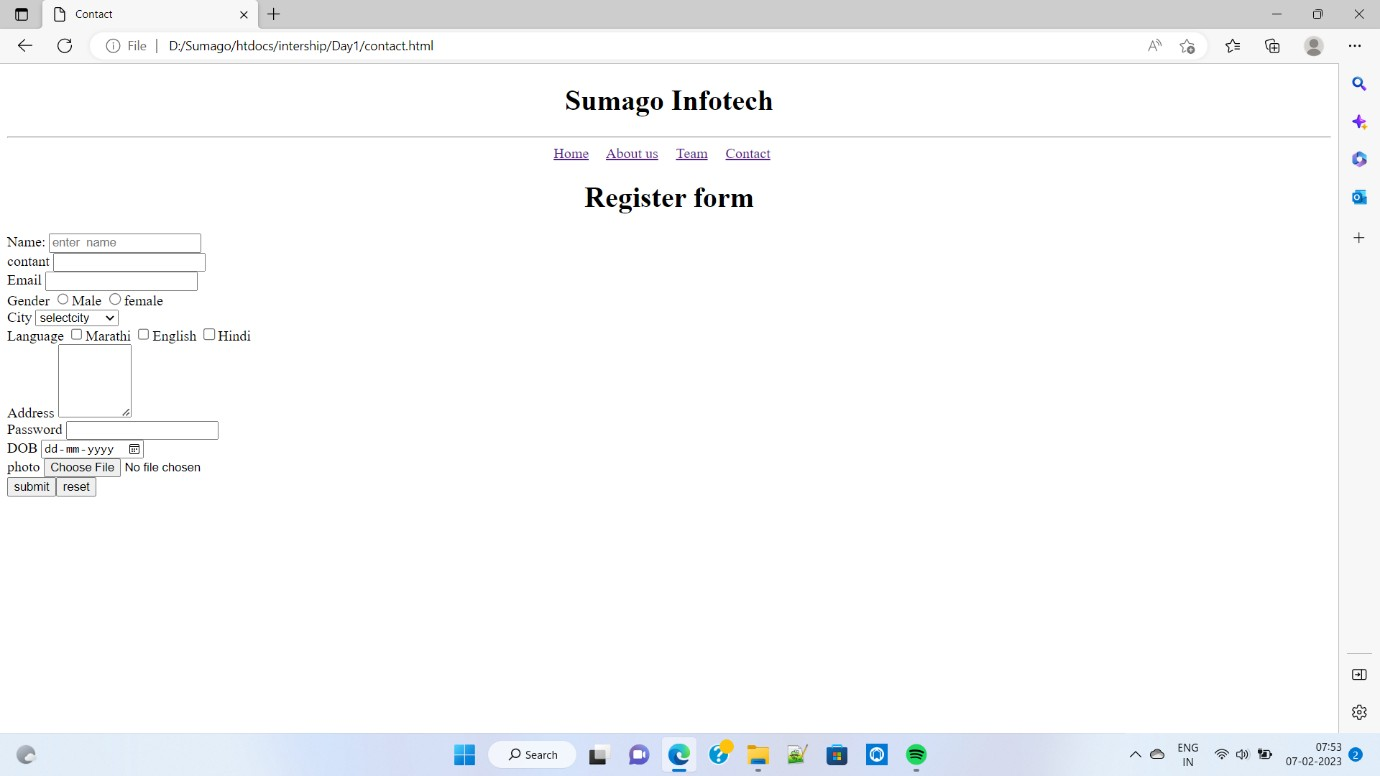 Contact
File | D:/Sumago/htdocs/intership/Day1/contact.html
Sumago Infotech
Home About us Team Contact
Register form
Name: enter name
contant
Email
Gender Male female
City selectcity
Language Marathi English Hindi
Address
Password
DOB dd-mm-yyyy
photo Choose File No file chosen
submit reset
Search
ENG
IN
07:53
07-02-2023
2